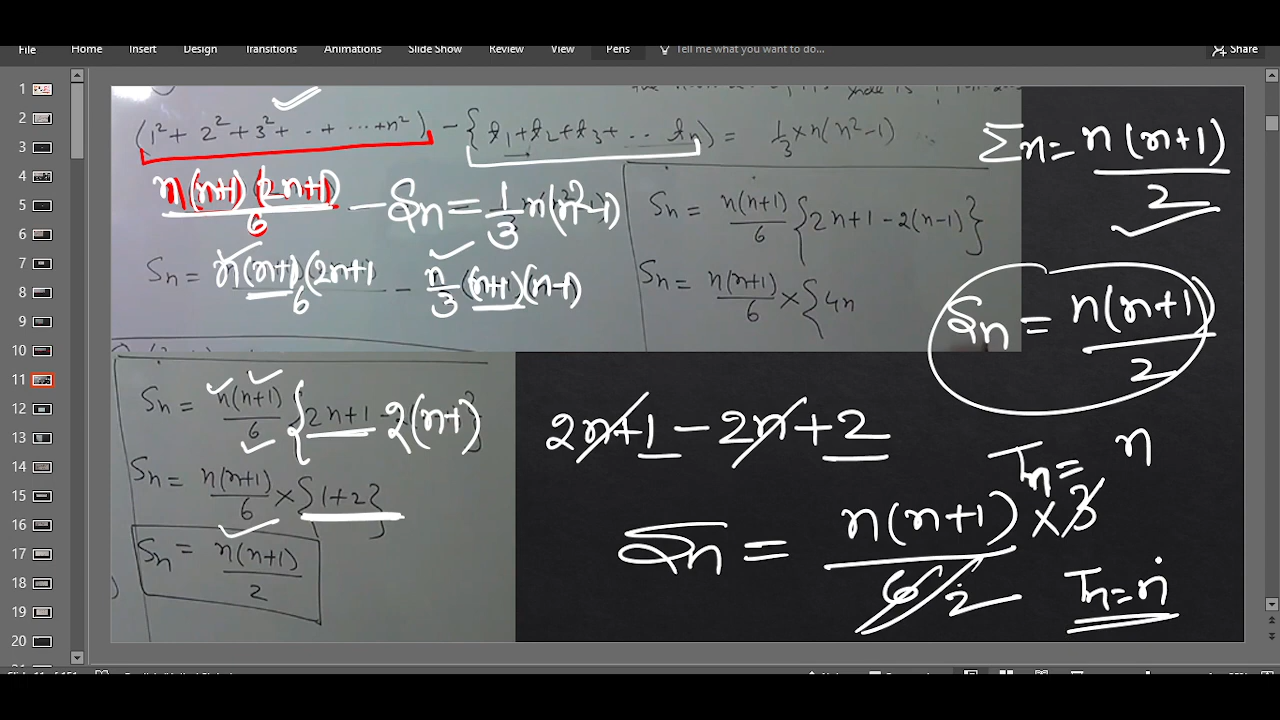 File Home Insert Design Transitions Animations Slide Show Review View Pens Tell me what you want to do... Share
1
2
3
4
5
6
7
8
9
10
11
12
13
14
15
16
17
18
19
20
(1² + 2² + 3² + .. + ... + n²) - { t₁ + t₂ + t₃ + ... tₙ } = 1/3 × n(n²-1)
n(n+1)(2n+1)/6 - Sn = 1/3 n(n²-1)
Sn = n(n+1)(2n+1/6 - n/3 (n+1)(n-1)
Sn = n(n+1)/6 { 2n+1-2(n-1) }
Sn = n(n+1)/6 × { 4n
Σn = n(n+1)/2
Sn = n(n+1)/2
Sn = n(n+1)/6 { 2n+1 - 2(n+1)
Sn = n(n+1)/6 × {1+2}
Sn = n(n+1)/2
2n+1 - 2n + 2
Tn = n
Sn = n(n+1)/6 2 × 3
Tn = n